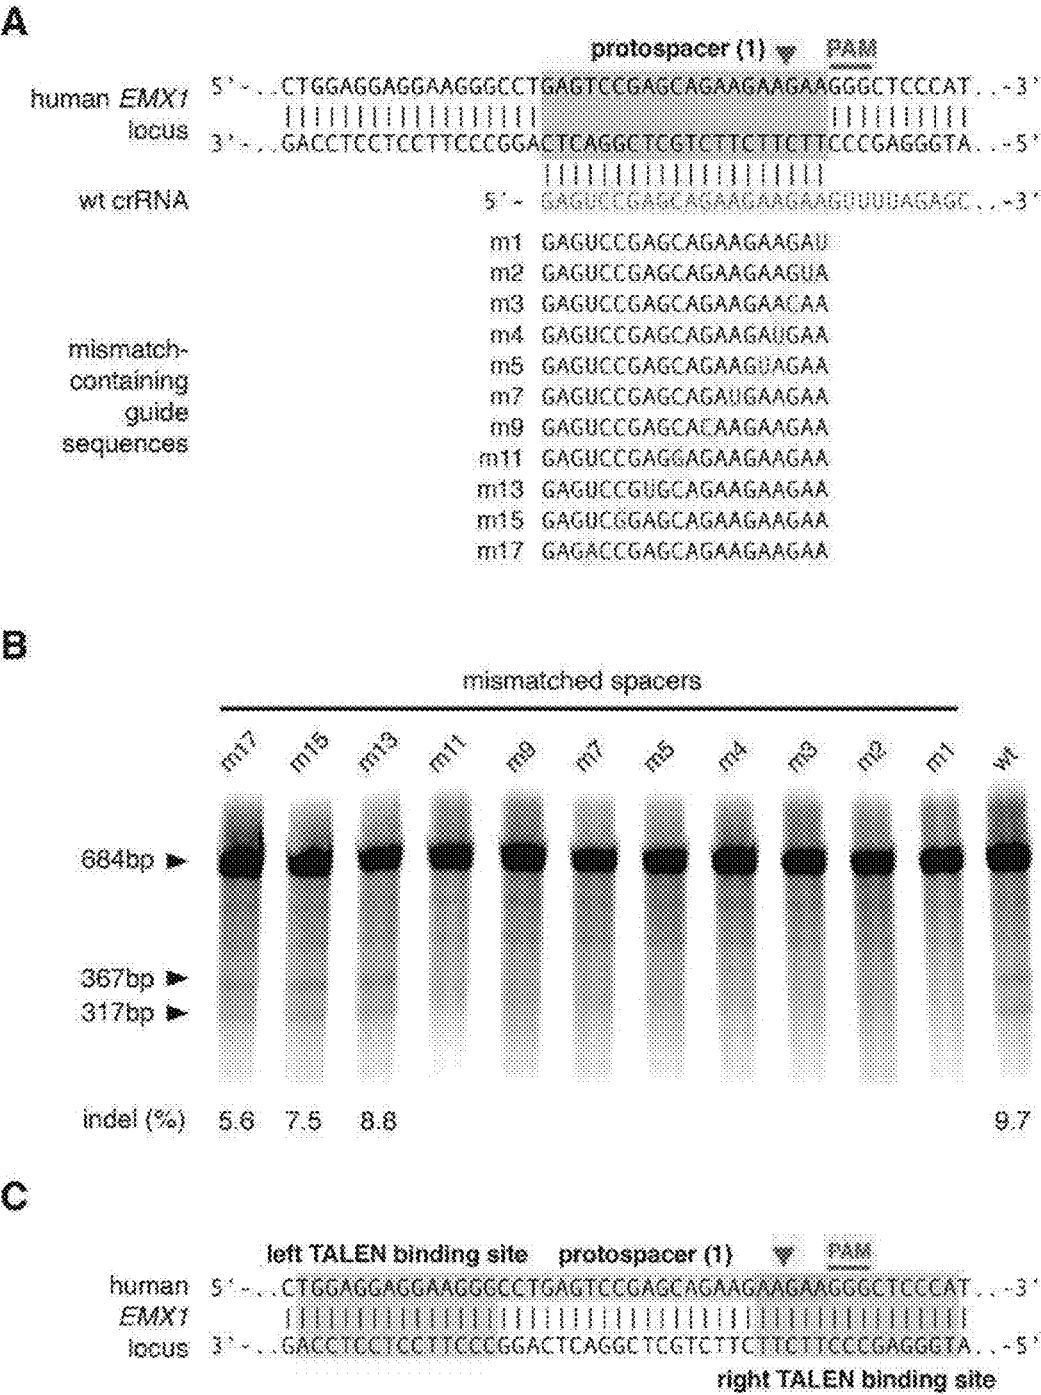 A
protospacer (1) PAM
5'-..CTGGAGGAGGAAGGGCCTGAGTCCGAGCAGAAGAAGAAGGGCTCCCAT..-3'
human EMX1
locus
3'-..GACCTCCTCCTTCCCGGACTCAGGCTCGTCTTCTTCTTCCCGAGGGTA..-5'
wt crRNA 5'- GAGUCCGAGCAGAAGAAGAAGUUUUAGAGC..-3'
m1 GAGUCCGAGCAGAAGAAGAU
m2 GAGUCCGAGCAGAAGAAGUA
m3 GAGUCCGAGCAGAAGAACAA
m4 GAGUCCGAGCAGAAGAUGAA
m5 GAGUCCGAGCAGAAGUAGAA
m7 GAGUCCGAGCAGAUGAAGAA
m9 GAGUCCGAGCACAAGAAGAA
m11 GAGUCCGAGGAGAAGAAGAA
m13 GAGUCCGUGCAGAAGAAGAA
m15 GAGUCGGAGCAGAAGAAGAA
m17 GAGACCGAGCAGAAGAAGAA
mismatch-
containing
guide
sequences
B
mismatched spacers
m17 m15 m13 m11 m9 m7 m5 m4 m3 m2 m1 wt
684bp
367bp
317bp
indel (%) 5.6 7.5 8.8 9.7
C
left TALEN binding site protospacer (1) PAM
human 5'-..CTGGAGGAGGAAGGGCCTGAGTCCGAGCAGAAGAAGAAGGGCTCCCAT..-3'
EMX1
locus 3'-..GACCTCCTCCTTCCCGGACTCAGGCTCGTCTTCTTCTTCCCGAGGGTA..-5'
right TALEN binding site